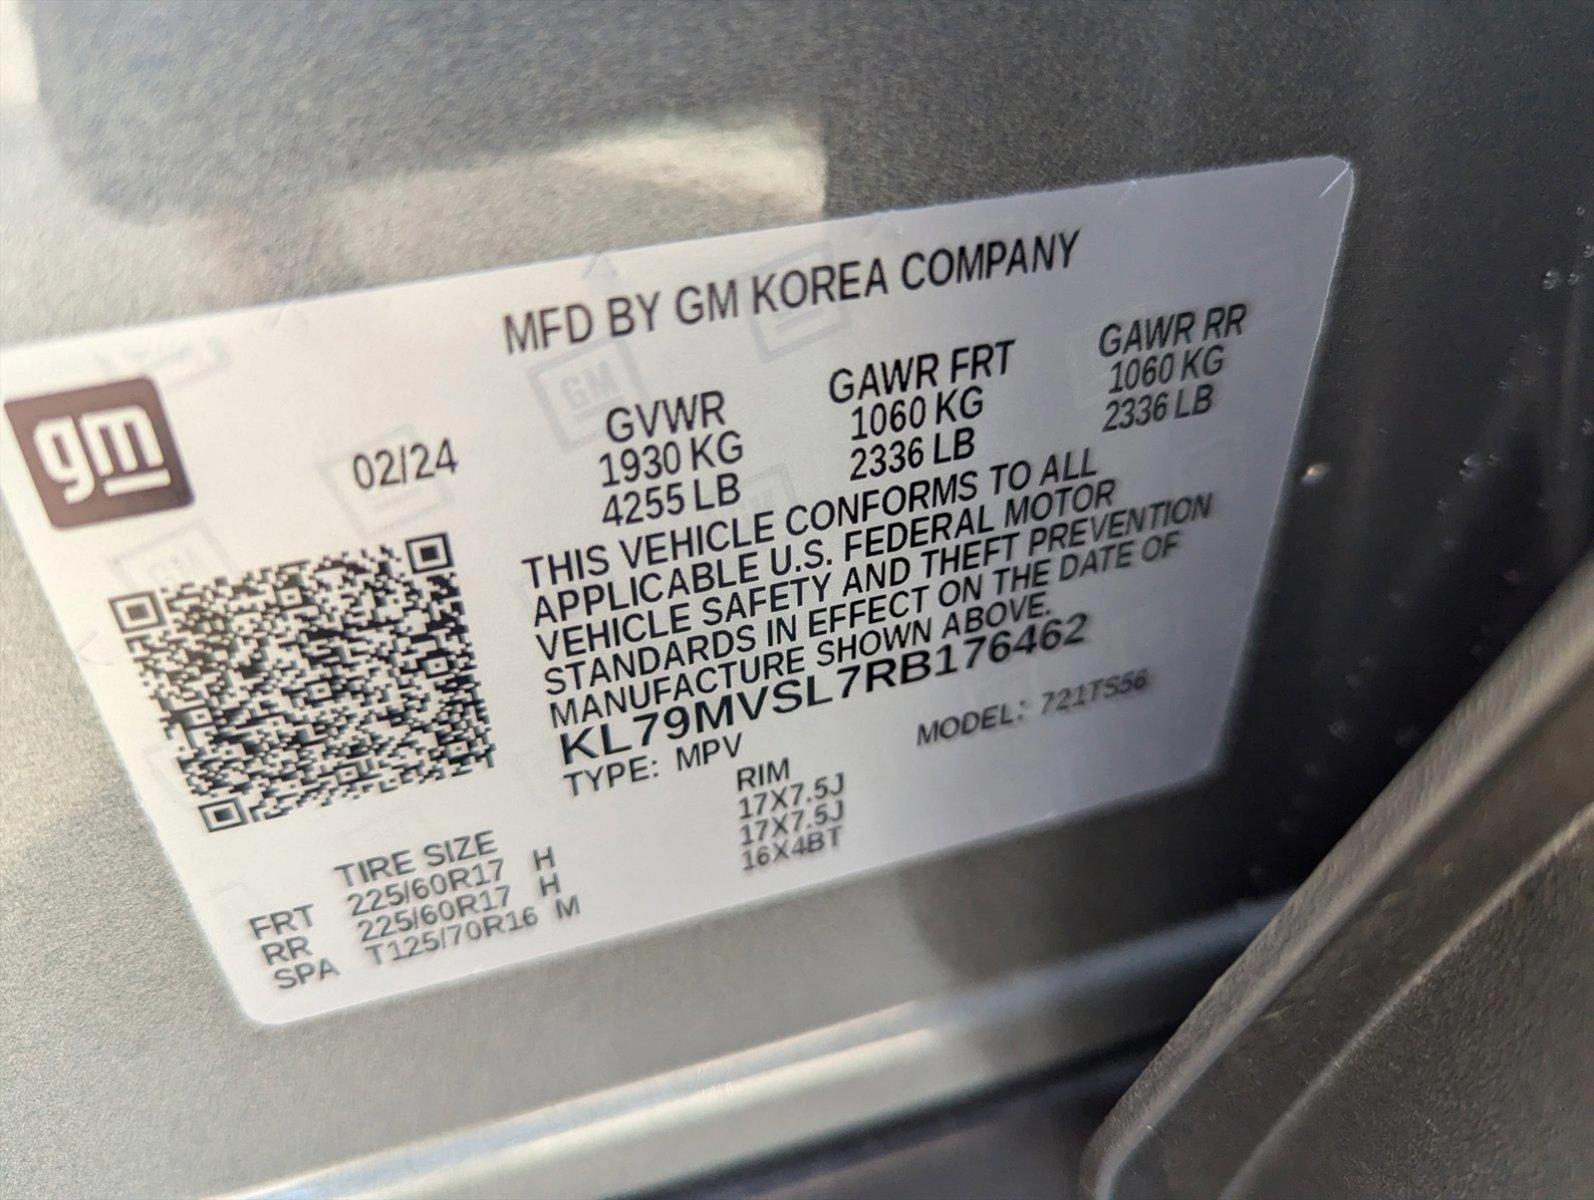 MFD BY GM KOREA COMPANY
gm
02/24
GVWR GAWR FRT GAWR RR
1930 KG 1060 KG 1060 KG
4255 LB 2336 LB 2336 LB
THIS VEHICLE CONFORMS TO ALL
APPLICABLE U.S. FEDERAL MOTOR
VEHICLE SAFETY AND THEFT PREVENTION
STANDARDS IN EFFECT ON THE DATE OF
MANUFACTURE SHOWN ABOVE.
KL79MVSL7RB176462
TYPE: MPV MODEL: 721TS56
TIRE SIZE RIM
FRT 225/60R17 H 17X7.5J
RR 225/60R17 H 17X7.5J
SPA T125/70R16 M 16X4BT